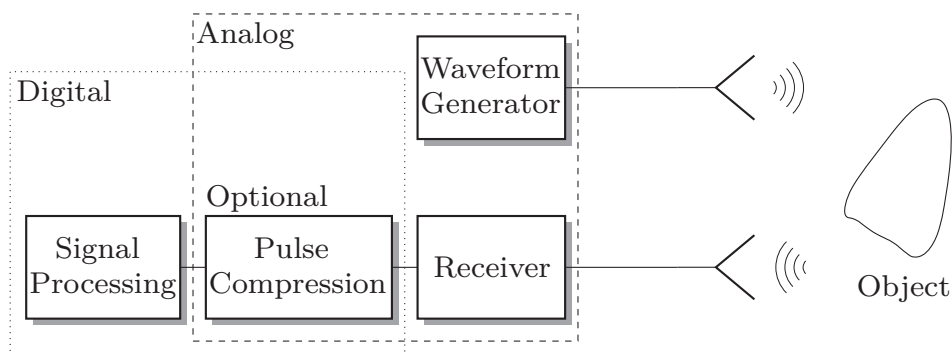 Analog
Waveform
Generator
Digital
Optional
Signal
Processing
Pulse
Compression
Receiver
Object